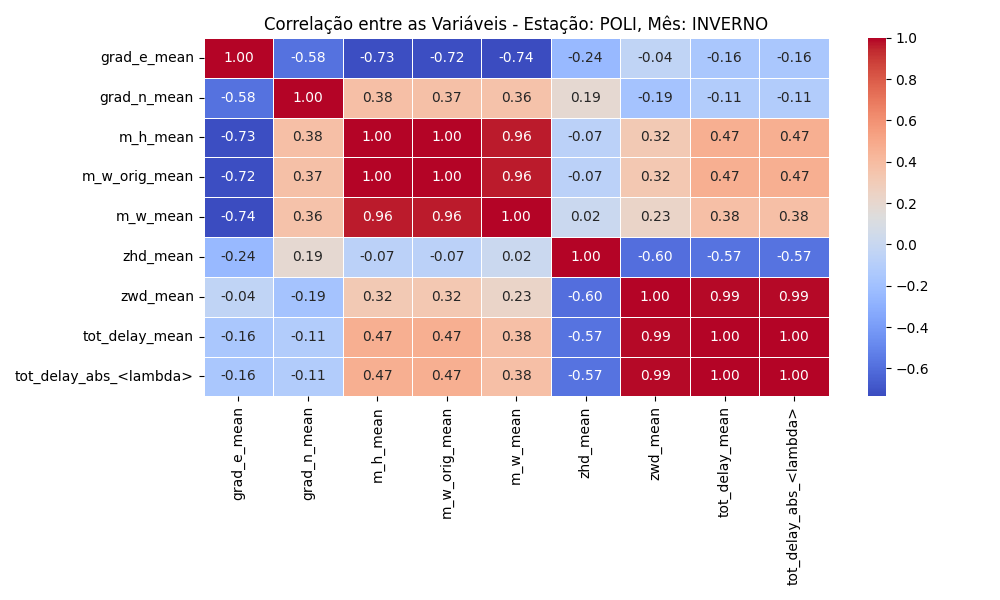 Correlação entre as Variáveis - Estação: POLI, Mês: INVERNO
grad_e_mean 1.00 -0.58 -0.73 -0.72 -0.74 -0.24 -0.04 -0.16 -0.16
grad_n_mean -0.58 1.00 0.38 0.37 0.36 0.19 -0.19 -0.11 -0.11
m_h_mean -0.73 0.38 1.00 1.00 0.96 -0.07 0.32 0.47 0.47
m_w_orig_mean -0.72 0.37 1.00 1.00 0.96 -0.07 0.32 0.47 0.47
m_w_mean -0.74 0.36 0.96 0.96 1.00 0.02 0.23 0.38 0.38
zhd_mean -0.24 0.19 -0.07 -0.07 0.02 1.00 -0.60 -0.57 -0.57
zwd_mean -0.04 -0.19 0.32 0.32 0.23 -0.60 1.00 0.99 0.99
tot_delay_mean -0.16 -0.11 0.47 0.47 0.38 -0.57 0.99 1.00 1.00
tot_delay_abs_<lambda> -0.16 -0.11 0.47 0.47 0.38 -0.57 0.99 1.00 1.00
grad_e_mean
grad_n_mean
m_h_mean
m_w_orig_mean
m_w_mean
zhd_mean
zwd_mean
tot_delay_mean
tot_delay_abs_<lambda>
1.0
0.8
0.6
0.4
0.2
0.0
−0.2
−0.4
−0.6